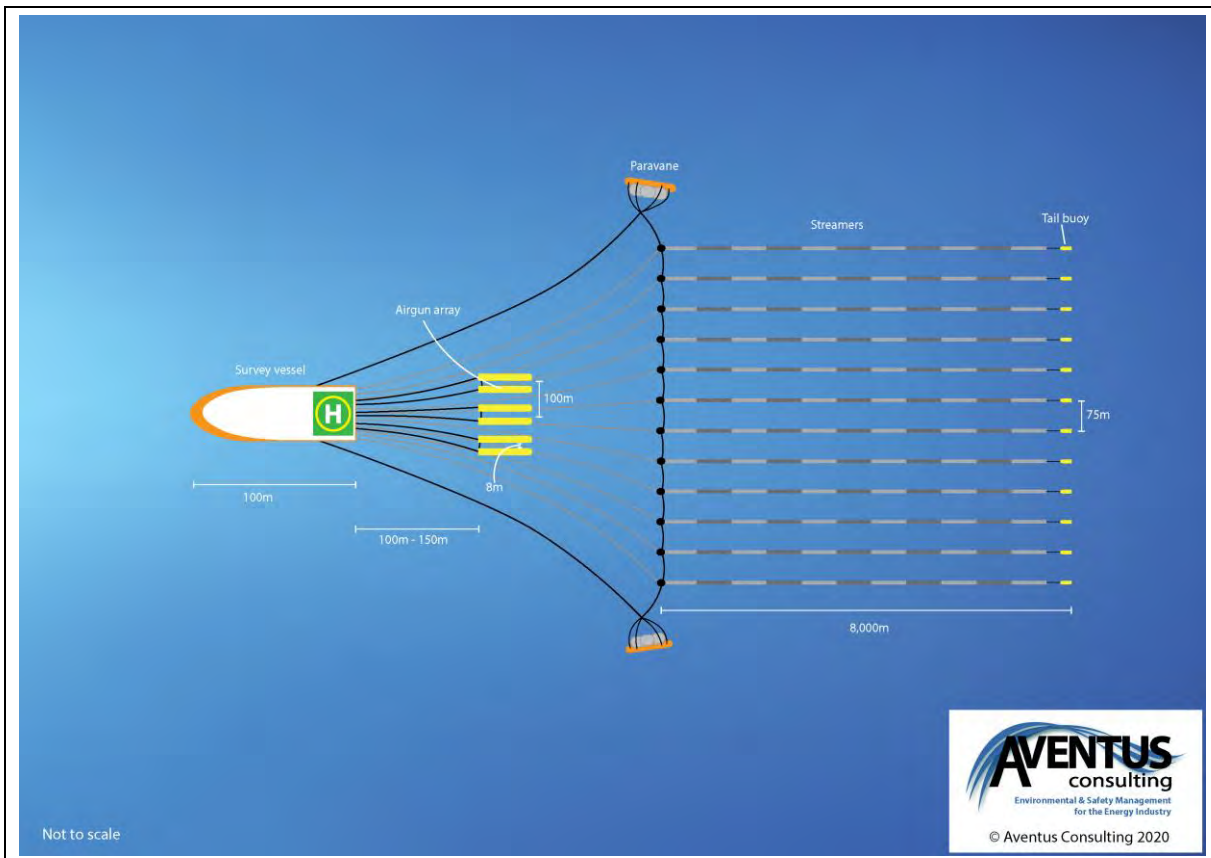 Paravane
Streamers
Tail buoy
Airgun array
Survey vessel
H
100m
75m
8m
100m
100m - 150m
8,000m
Not to scale
AVENTUS
consulting
Environmental & Safety Management
for the Energy Industry
© Aventus Consulting 2020